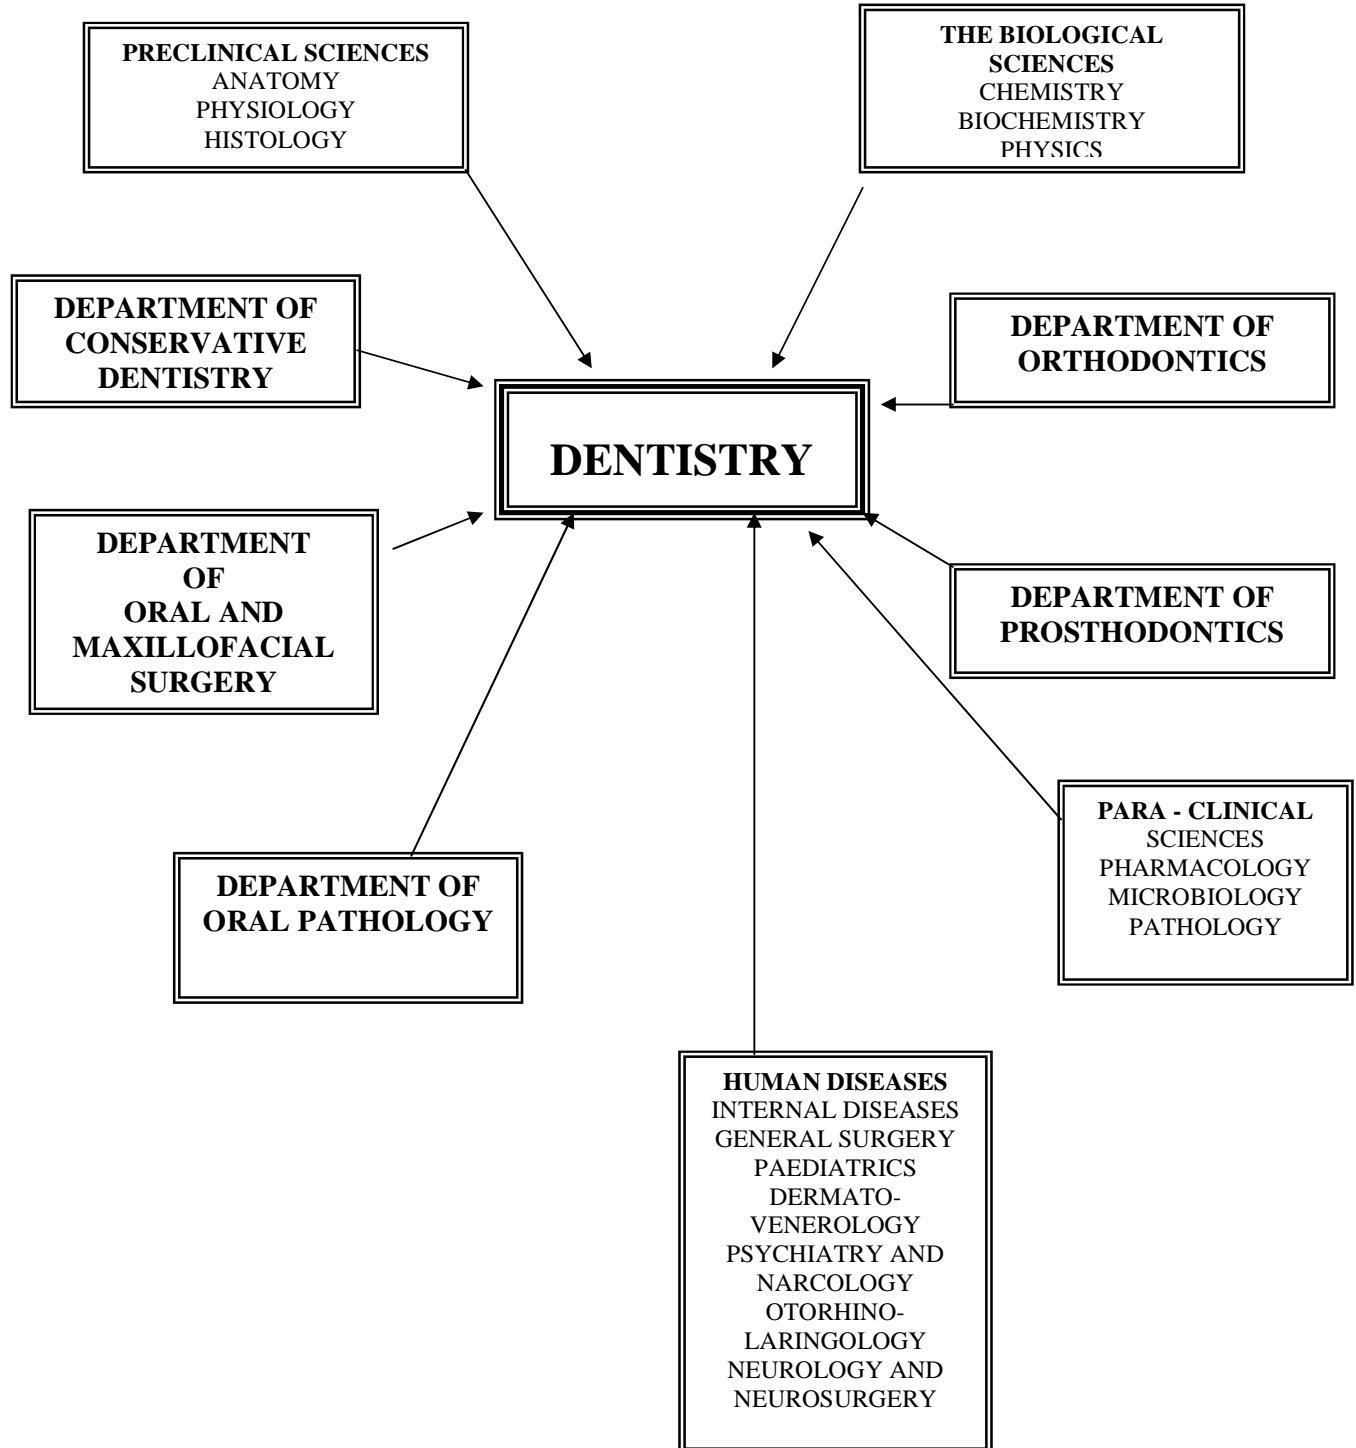 PRECLINICAL SCIENCES
ANATOMY
PHYSIOLOGY
HISTOLOGY
THE BIOLOGICAL
SCIENCES
CHEMISTRY
BIOCHEMISTRY
PHYSICS
DEPARTMENT OF
CONSERVATIVE
DENTISTRY
DEPARTMENT OF
ORTHODONTICS
DENTISTRY
DEPARTMENT
OF
ORAL AND
MAXILLOFACIAL
SURGERY
DEPARTMENT OF
PROSTHODONTICS
PARA - CLINICAL
SCIENCES
PHARMACOLOGY
MICROBIOLOGY
PATHOLOGY
DEPARTMENT OF
ORAL PATHOLOGY
HUMAN DISEASES
INTERNAL DISEASES
GENERAL SURGERY
PAEDIATRICS
DERMATO-
VENEROLOGY
PSYCHIATRY AND
NARCOLOGY
OTORHINO-
LARINGOLOGY
NEUROLOGY AND
NEUROSURGERY